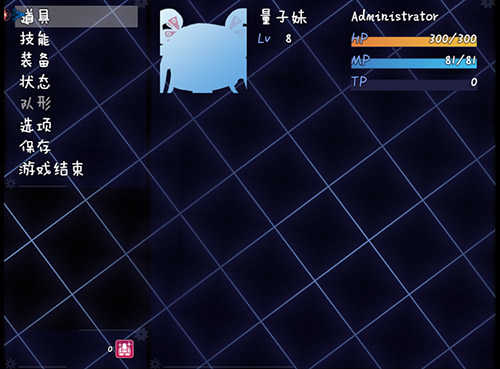 道具
技能
装备
状态
队形
选项
保存
游戏结束
量子妹 Administrator
Lv 8 HP 300/300
MP 81/81
TP 0
0